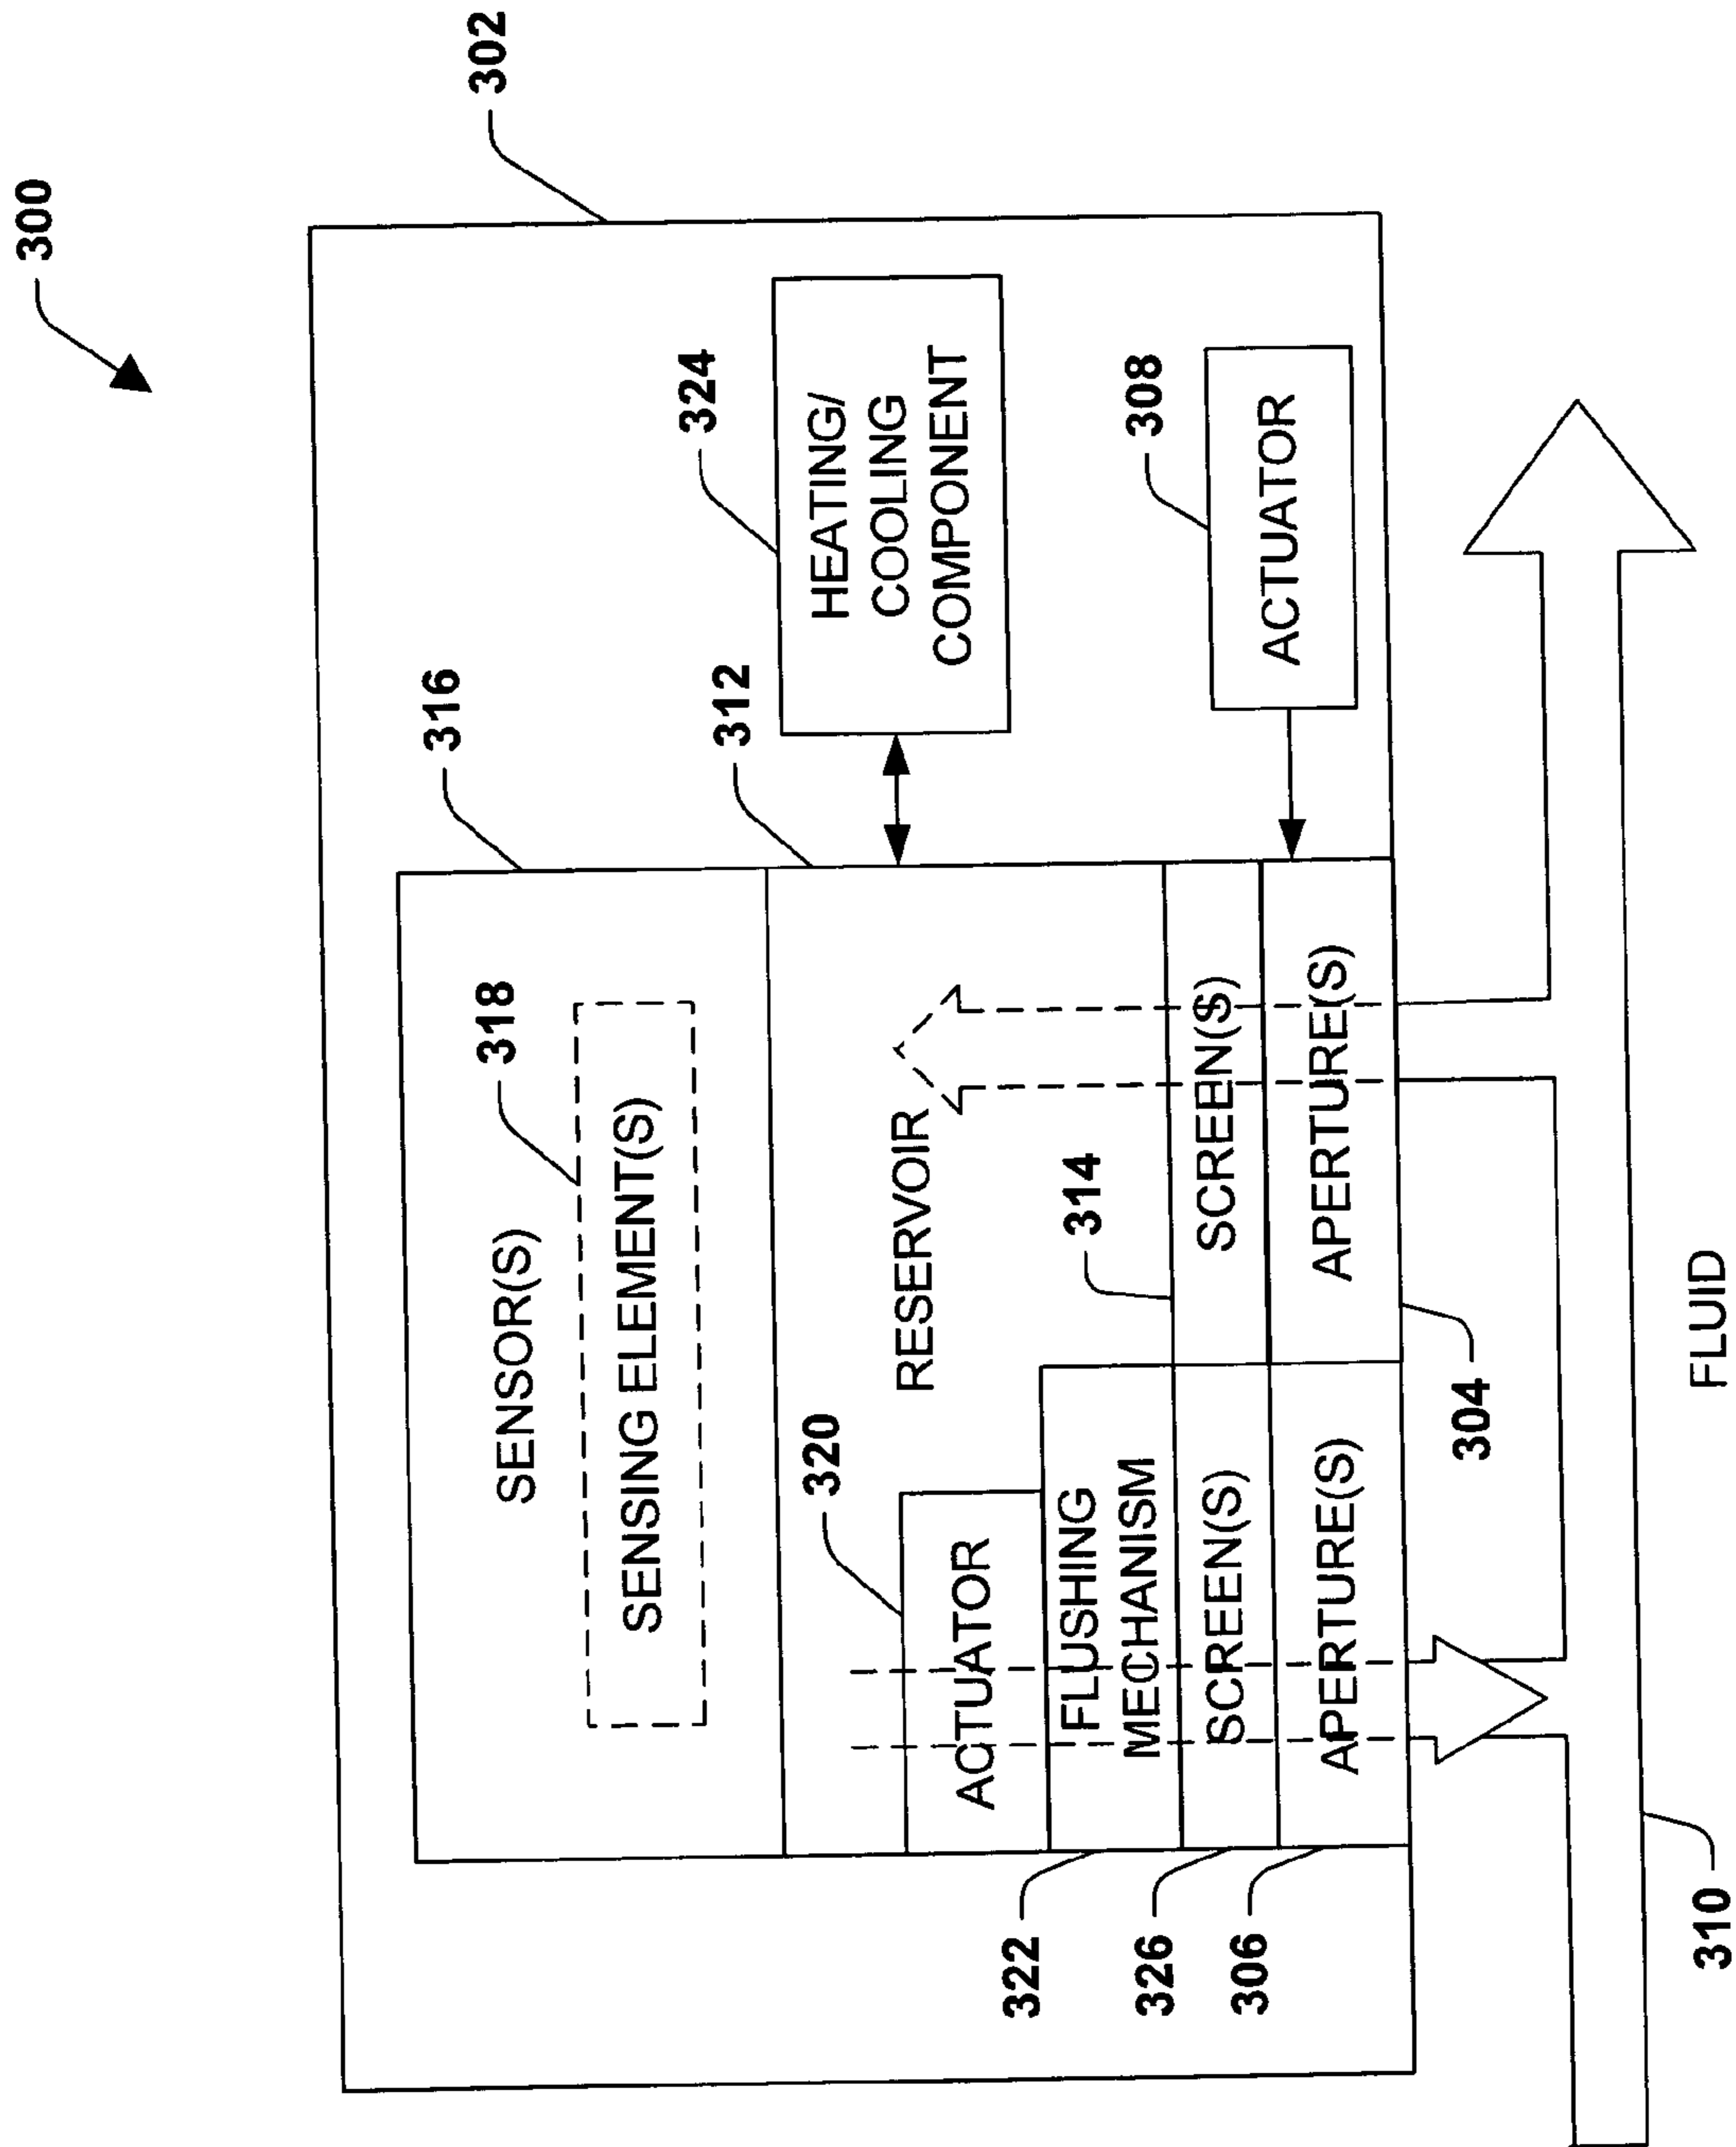 300
302
316
SENSOR(S)
318
SENSING ELEMENT(S)
324
HEATING/
COOLING
COMPONENT
312
320
RESERVOIR
ACTUATOR
308
ACTUATOR
322
FLUSHING
MECHANISM
314
326
SCREEN(S)
SCREEN(S)
306
APERTURE(S)
APERTURE(S)
304
310
FLUID